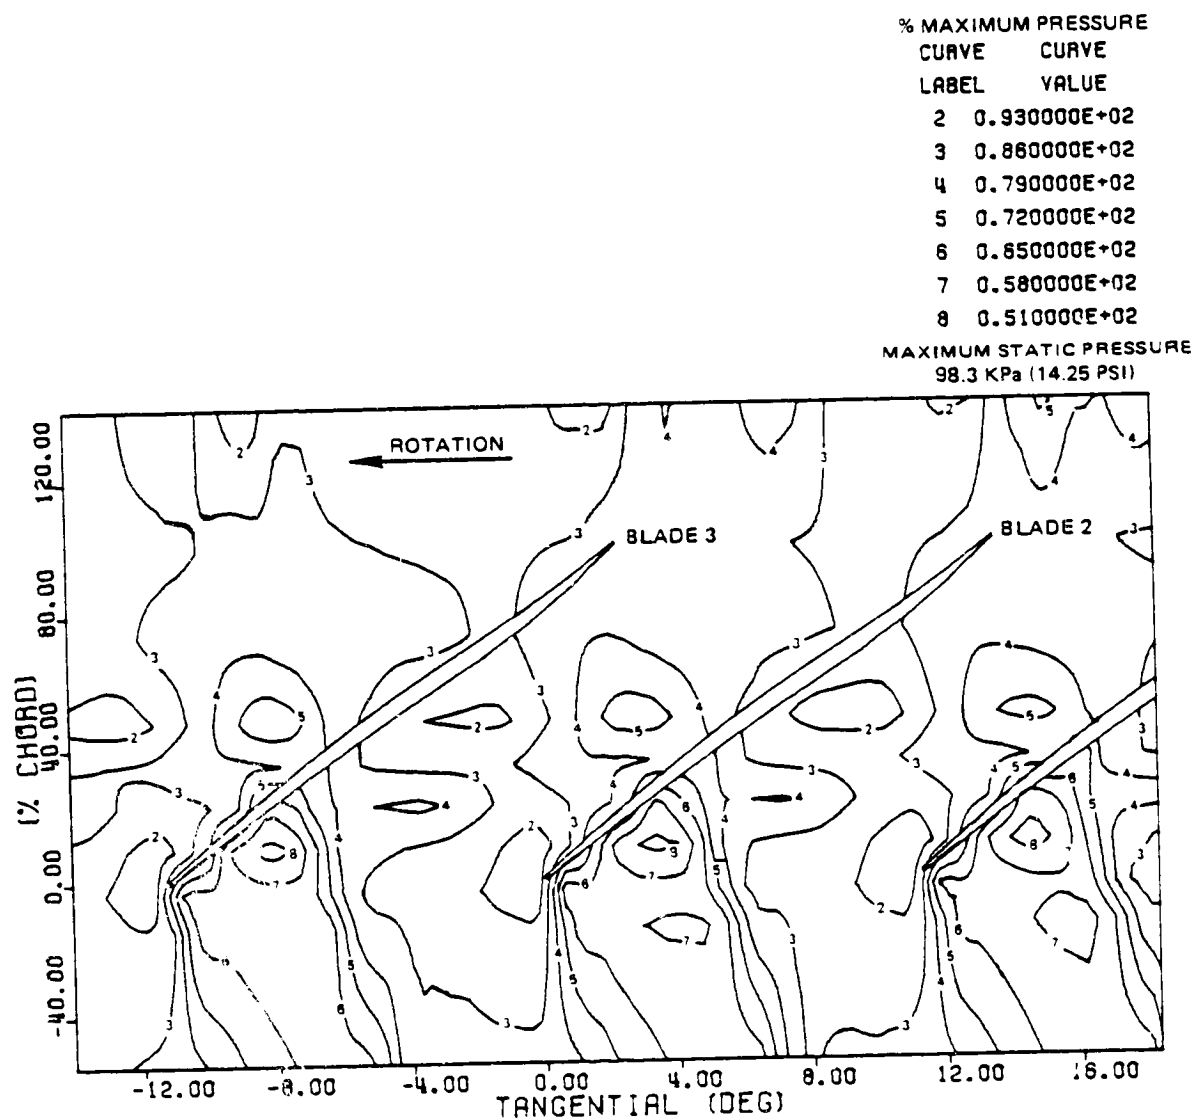 % MAXIMUM PRESSURE
CURVE CURVE
LABEL VALUE
2 0.930000E+02
3 0.860000E+02
4 0.790000E+02
5 0.720000E+02
6 0.650000E+02
7 0.580000E+02
8 0.510000E+02
MAXIMUM STATIC PRESSURE
98.3 KPa (14.25 PSI)
ROTATION
BLADE 3
BLADE 2
120.00
80.00
40.00
0.00
-40.00
(% CHORD)
-12.00 -8.00 -4.00 0.00 4.00 8.00 12.00 16.00
TANGENTIAL (DEG)